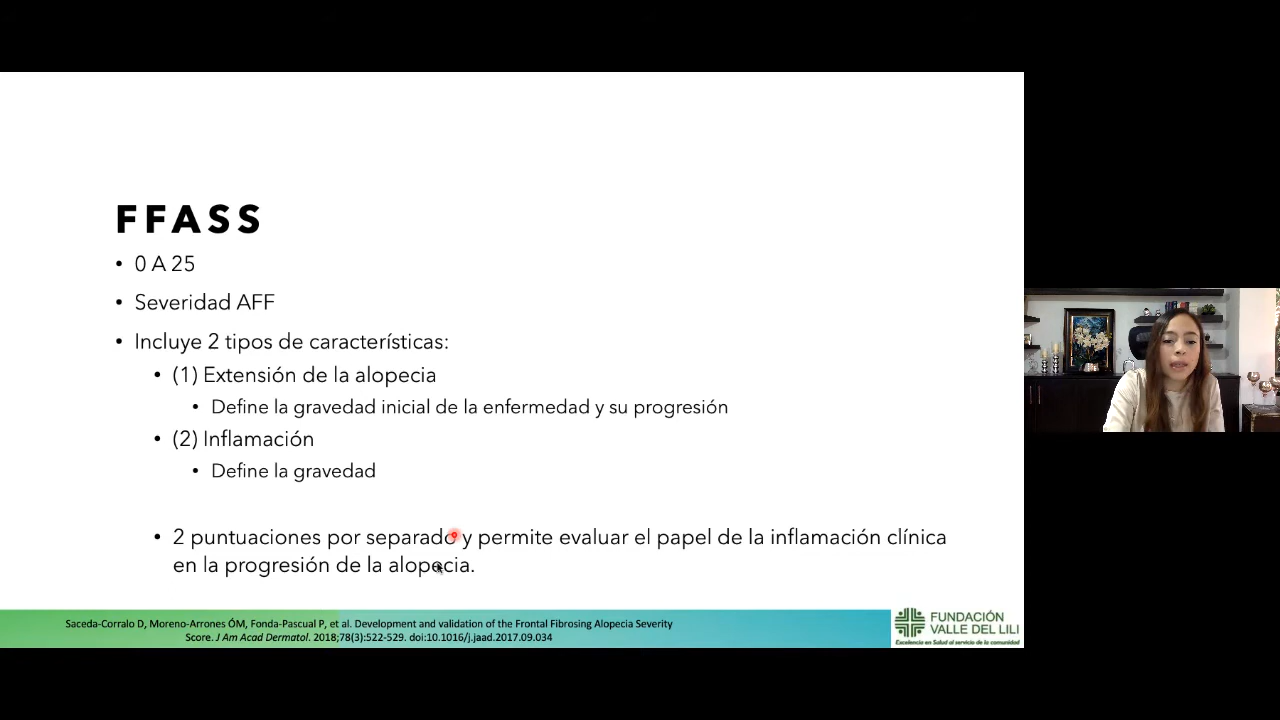 FFASS
• 0 A 25
• Severidad AFF
• Incluye 2 tipos de características:
• (1) Extensión de la alopecia
• Define la gravedad inicial de la enfermedad y su progresión
• (2) Inflamación
• Define la gravedad
• 2 puntuaciones por separado y permite evaluar el papel de la inflamación clínica
en la progresión de la alopecia.
Saceda-Corralo D, Moreno-Arrones ÓM, Fonda-Pascual P, et al. Development and validation of the Frontal Fibrosing Alopecia Severity
Score. J Am Acad Dermatol. 2018;78(3):522-529. doi:10.1016/j.jaad.2017.09.034
FUNDACIÓN
VALLE DEL LILI
Excelencia en Salud al servicio de la comunidad